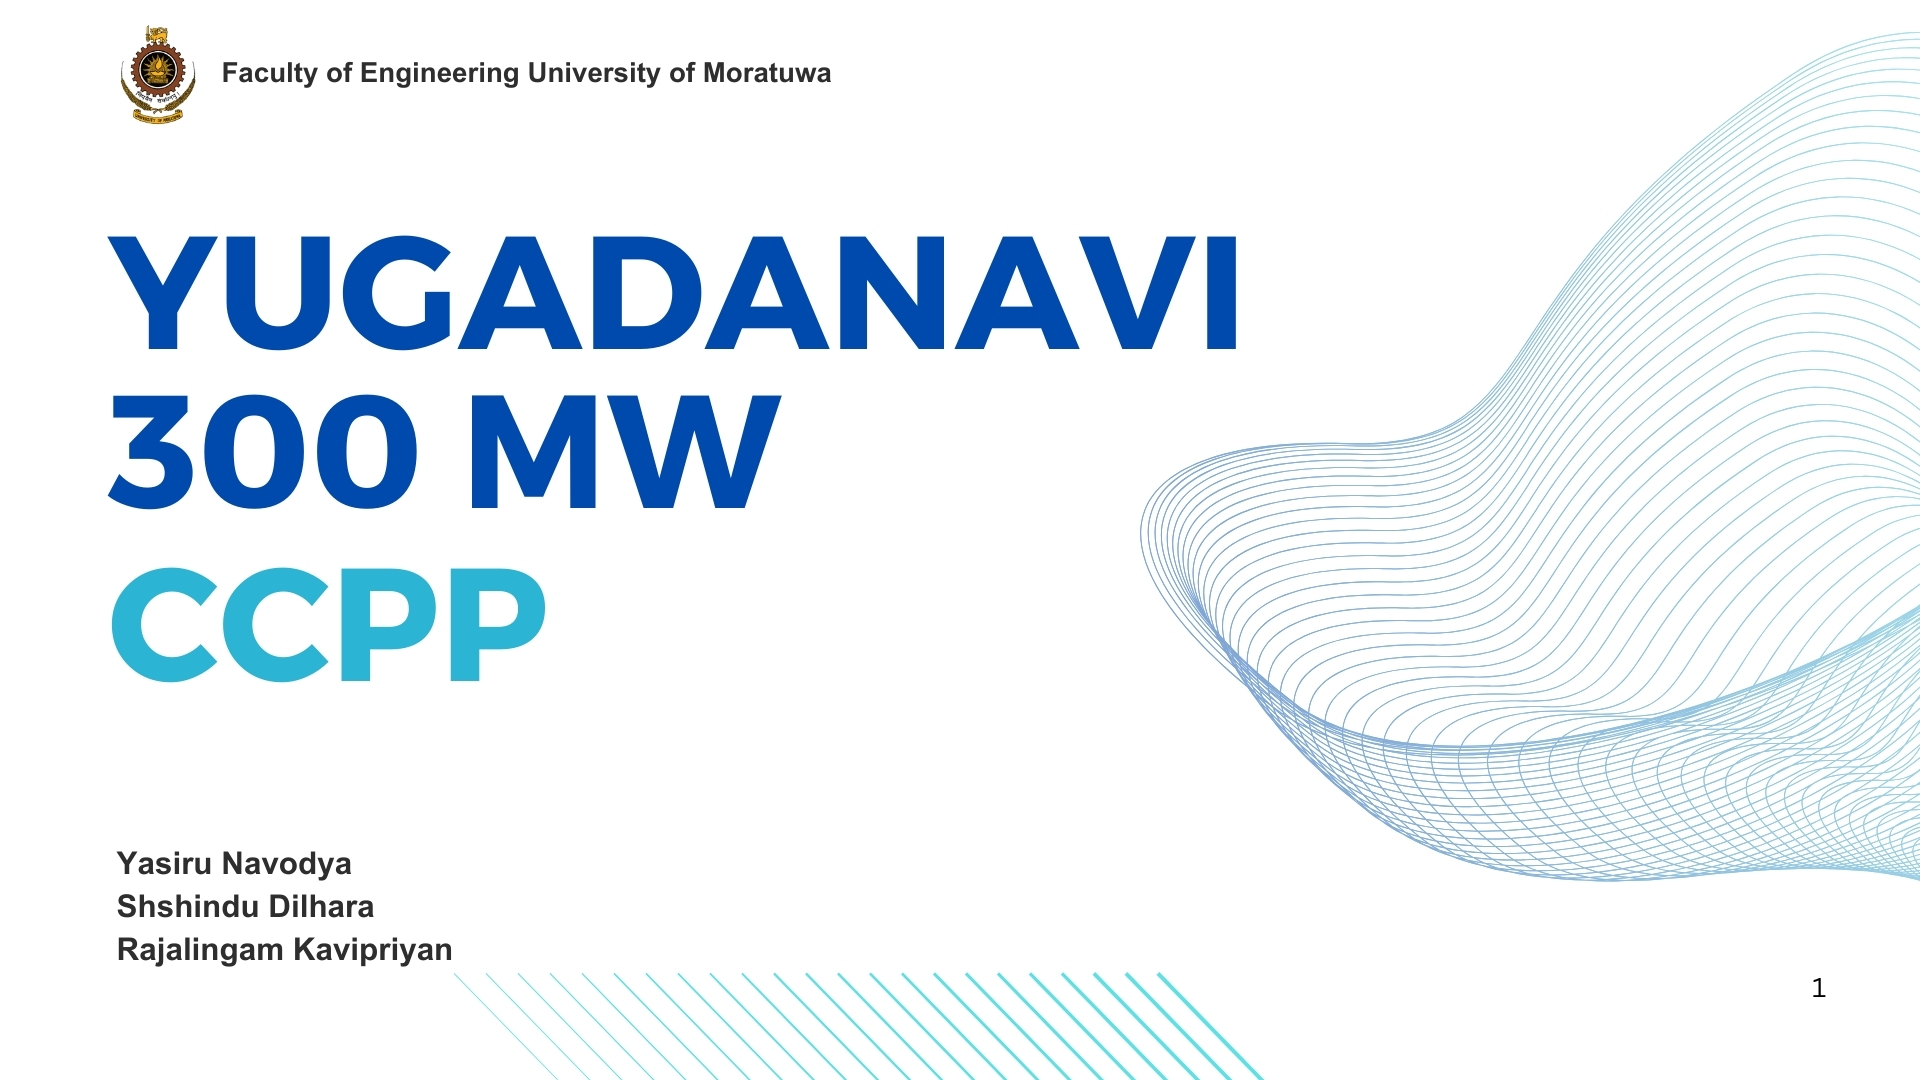 Faculty of Engineering University of Moratuwa
YUGADANAVI
300 MW
CCPP
Yasiru Navodya
Shshindu Dilhara
Rajalingam Kavipriyan
1